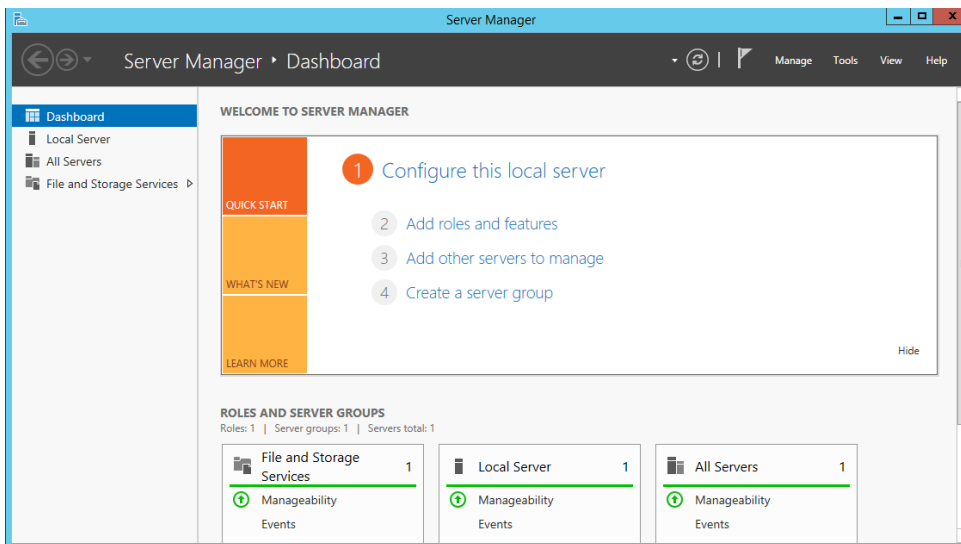 Server Manager
Server Manager ‣ Dashboard
Manage Tools View Help
Dashboard
Local Server
All Servers
File and Storage Services
WELCOME TO SERVER MANAGER
QUICK START
WHAT'S NEW
LEARN MORE
1 Configure this local server
2 Add roles and features
3 Add other servers to manage
4 Create a server group
Hide
ROLES AND SERVER GROUPS
Roles: 1 | Server groups: 1 | Servers total: 1
File and Storage
Services
1
Manageability
Events
Local Server 1
Manageability
Events
All Servers 1
Manageability
Events